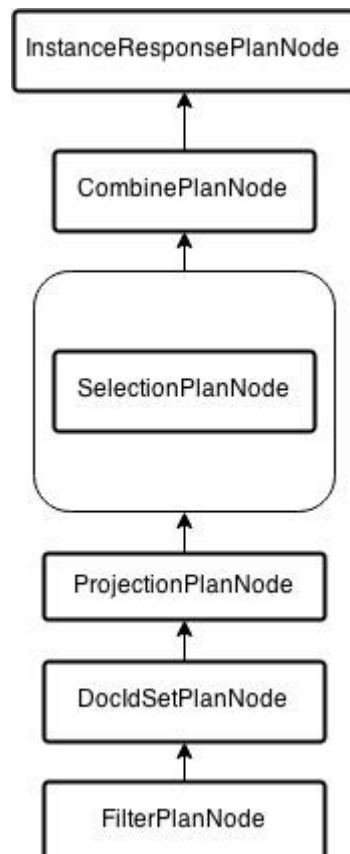 InstanceResponsePlanNode
CombinePlanNode
SelectionPlanNode
ProjectionPlanNode
DocIdSetPlanNode
FilterPlanNode